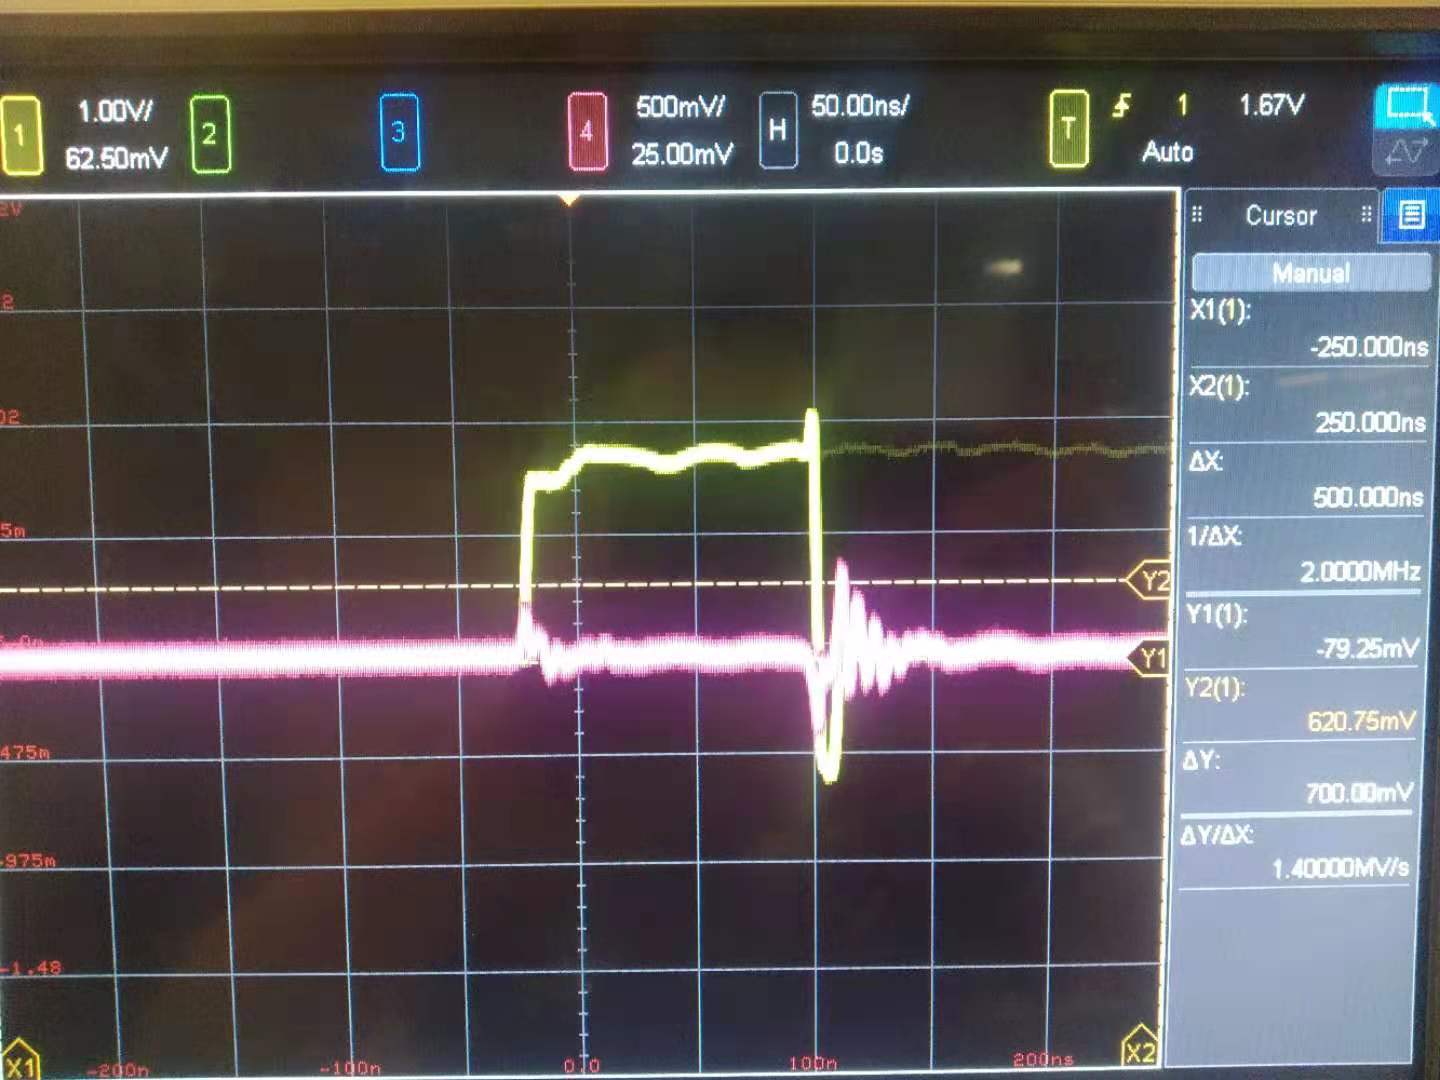 1 1.00V/ 2 3 4 500mV/ H 50.00ns/ T 1 1.67V
62.50mV 25.00mV 0.0s Auto
Cursor
Manual
X1(1):
-250.000ns
X2(1):
250.000ns
ΔX:
500.000ns
1/ΔX:
2.0000MHz
Y1(1):
-79.25mV
Y2(1):
620.75mV
ΔY:
700.00mV
ΔY/ΔX:
1.40000MV/s
2V
2
02
5m
475m
-975m
-1.48
Y2
Y1
X1 -200n -100n 0.0 100n 200ns X2